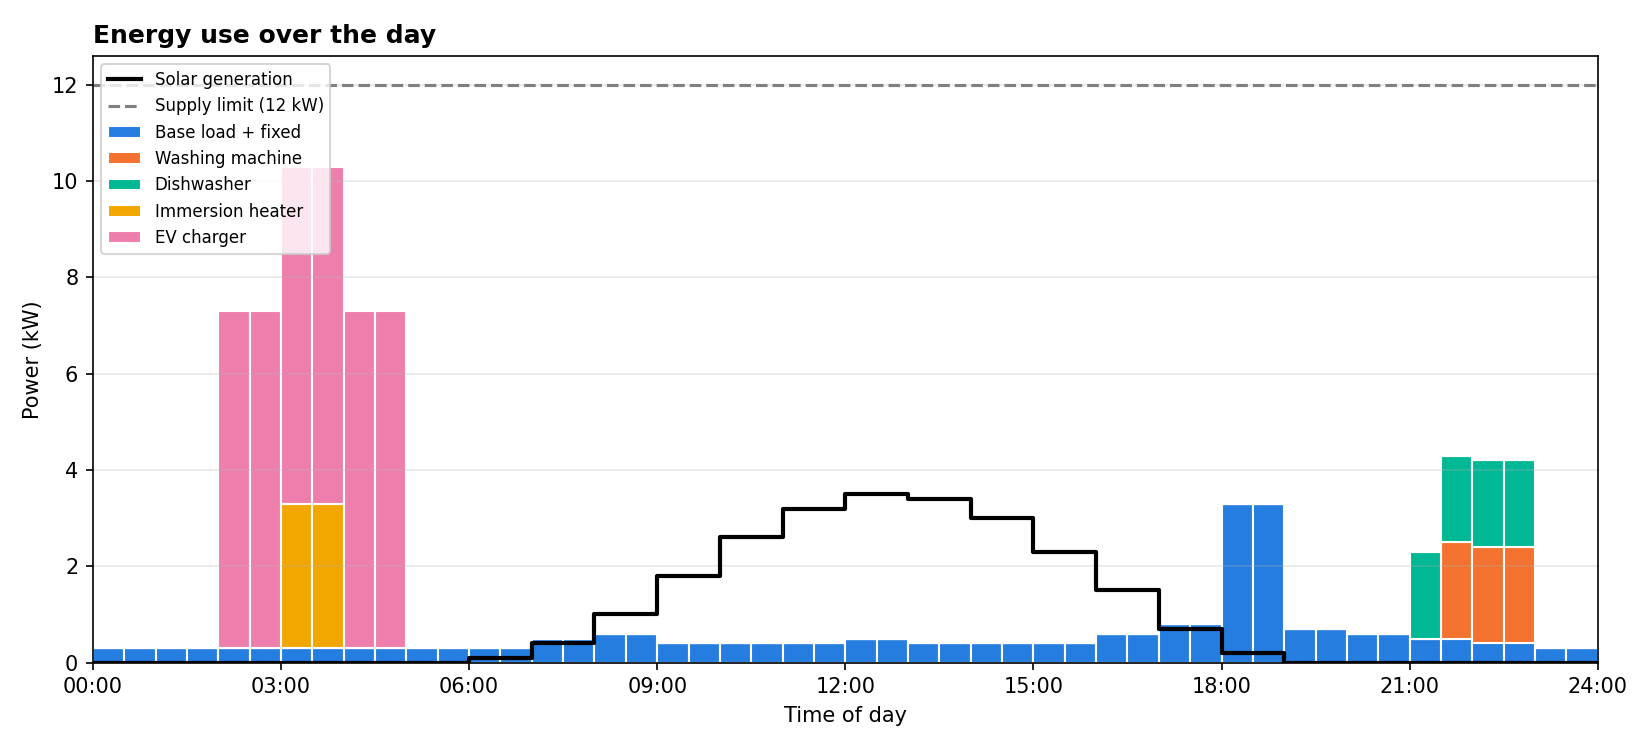 Energy use over the day
Solar generation
Supply limit (12 kW)
Base load + fixed
Washing machine
Dishwasher
Immersion heater
EV charger
Power (kW)
12
10
8
6
4
2
0
00:00 03:00 06:00 09:00 12:00 15:00 18:00 21:00 24:00
Time of day